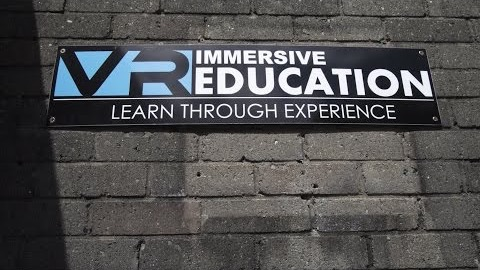 VR IMMERSIVE
EDUCATION
LEARN THROUGH EXPERIENCE